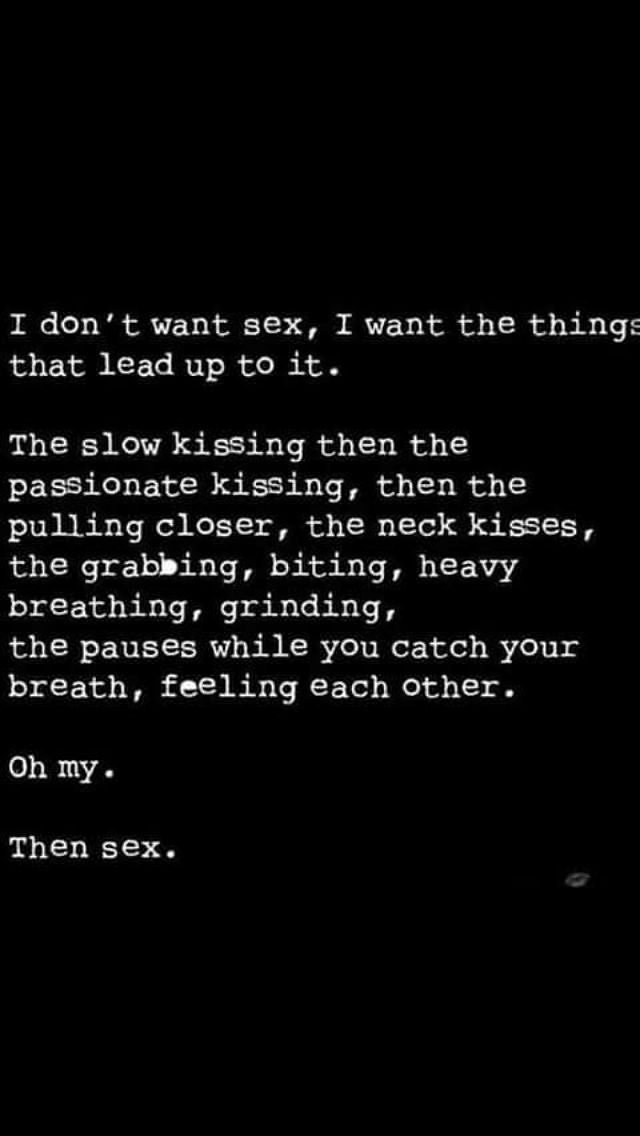 I don't want sex, I want the things
that lead up to it.
The slow kissing then the
passionate kissing, then the
pulling closer, the neck kisses,
the grabbing, biting, heavy
breathing, grinding,
the pauses while you catch your
breath, feeling each other.
Oh my.
Then sex.